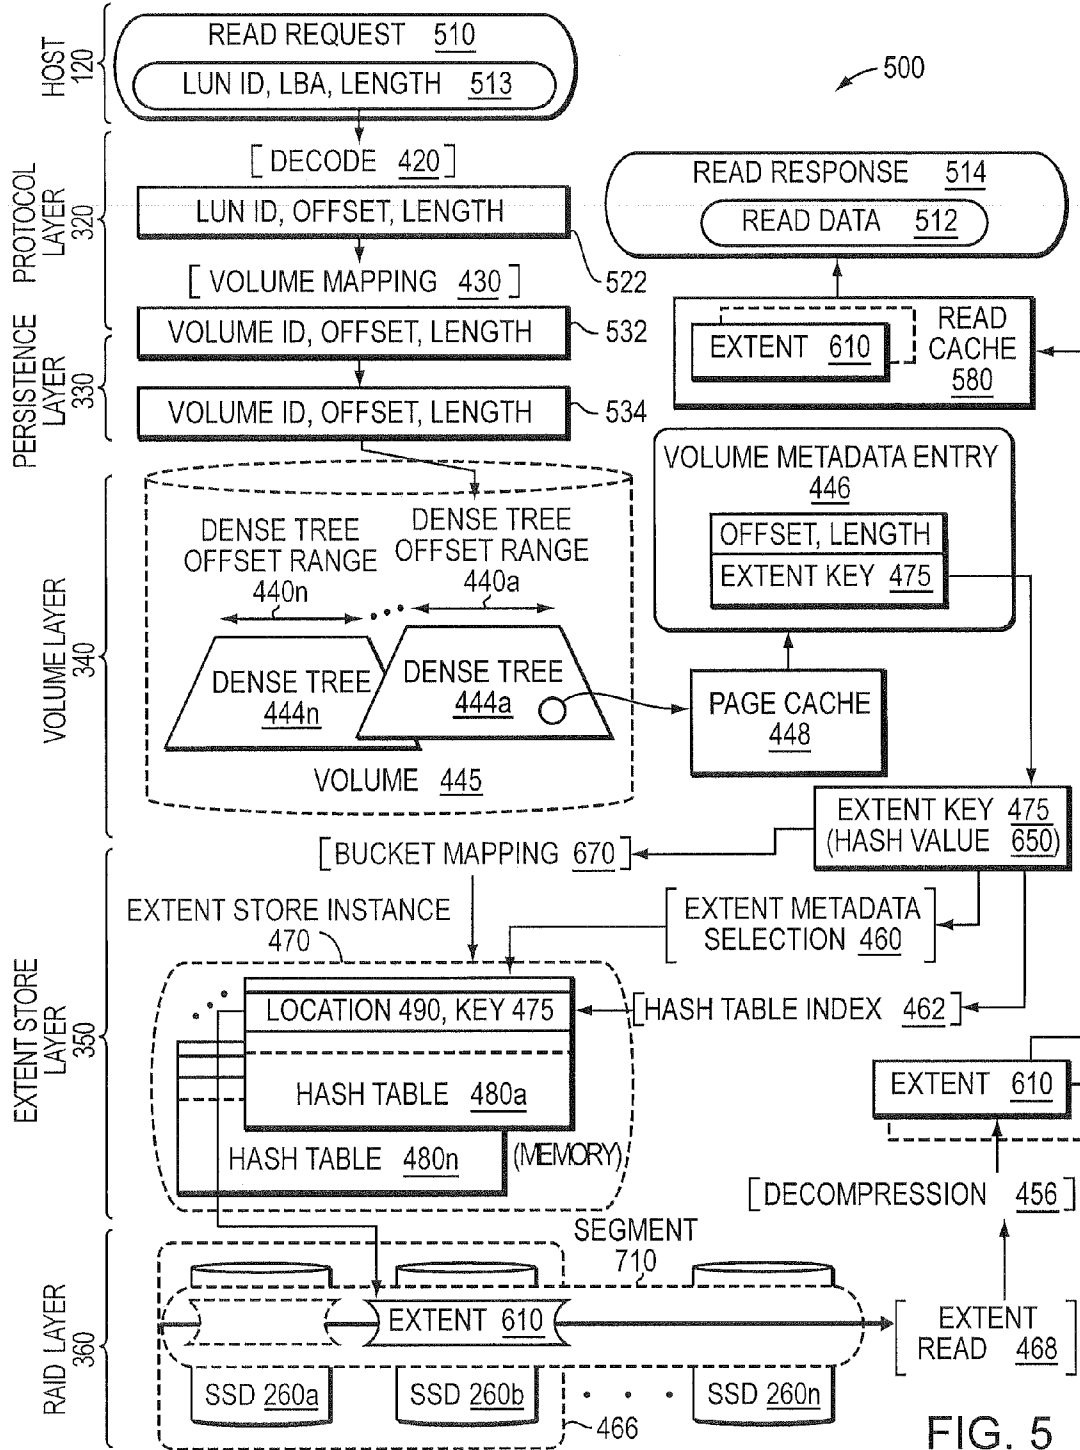 HOST
120
READ REQUEST 510
LUN ID, LBA, LENGTH 513
500
PROTOCOL
LAYER
320
[ DECODE 420 ]
LUN ID, OFFSET, LENGTH
522
[ VOLUME MAPPING 430 ]
VOLUME ID, OFFSET, LENGTH
532
READ RESPONSE 514
READ DATA 512
EXTENT 610
READ
CACHE
580
PERSISTENCE
LAYER
330
VOLUME ID, OFFSET, LENGTH
534
VOLUME LAYER
340
DENSE TREE
OFFSET RANGE
440n
DENSE TREE
OFFSET RANGE
440a
DENSE TREE
444n
DENSE TREE
444a
VOLUME 445
VOLUME METADATA ENTRY
446
OFFSET, LENGTH
EXTENT KEY 475
PAGE CACHE
448
EXTENT KEY 475
(HASH VALUE 650)
EXTENT STORE
LAYER
350
[BUCKET MAPPING 670]
EXTENT STORE INSTANCE
470
[EXTENT METADATA
SELECTION 460]
LOCATION 490, KEY 475
[HASH TABLE INDEX 462]
HASH TABLE 480a
HASH TABLE 480n
(MEMORY)
EXTENT 610
[DECOMPRESSION 456]
RAID LAYER
360
SEGMENT
710
EXTENT 610
[EXTENT
READ 468]
SSD 260a
SSD 260b
SSD 260n
466
FIG. 5